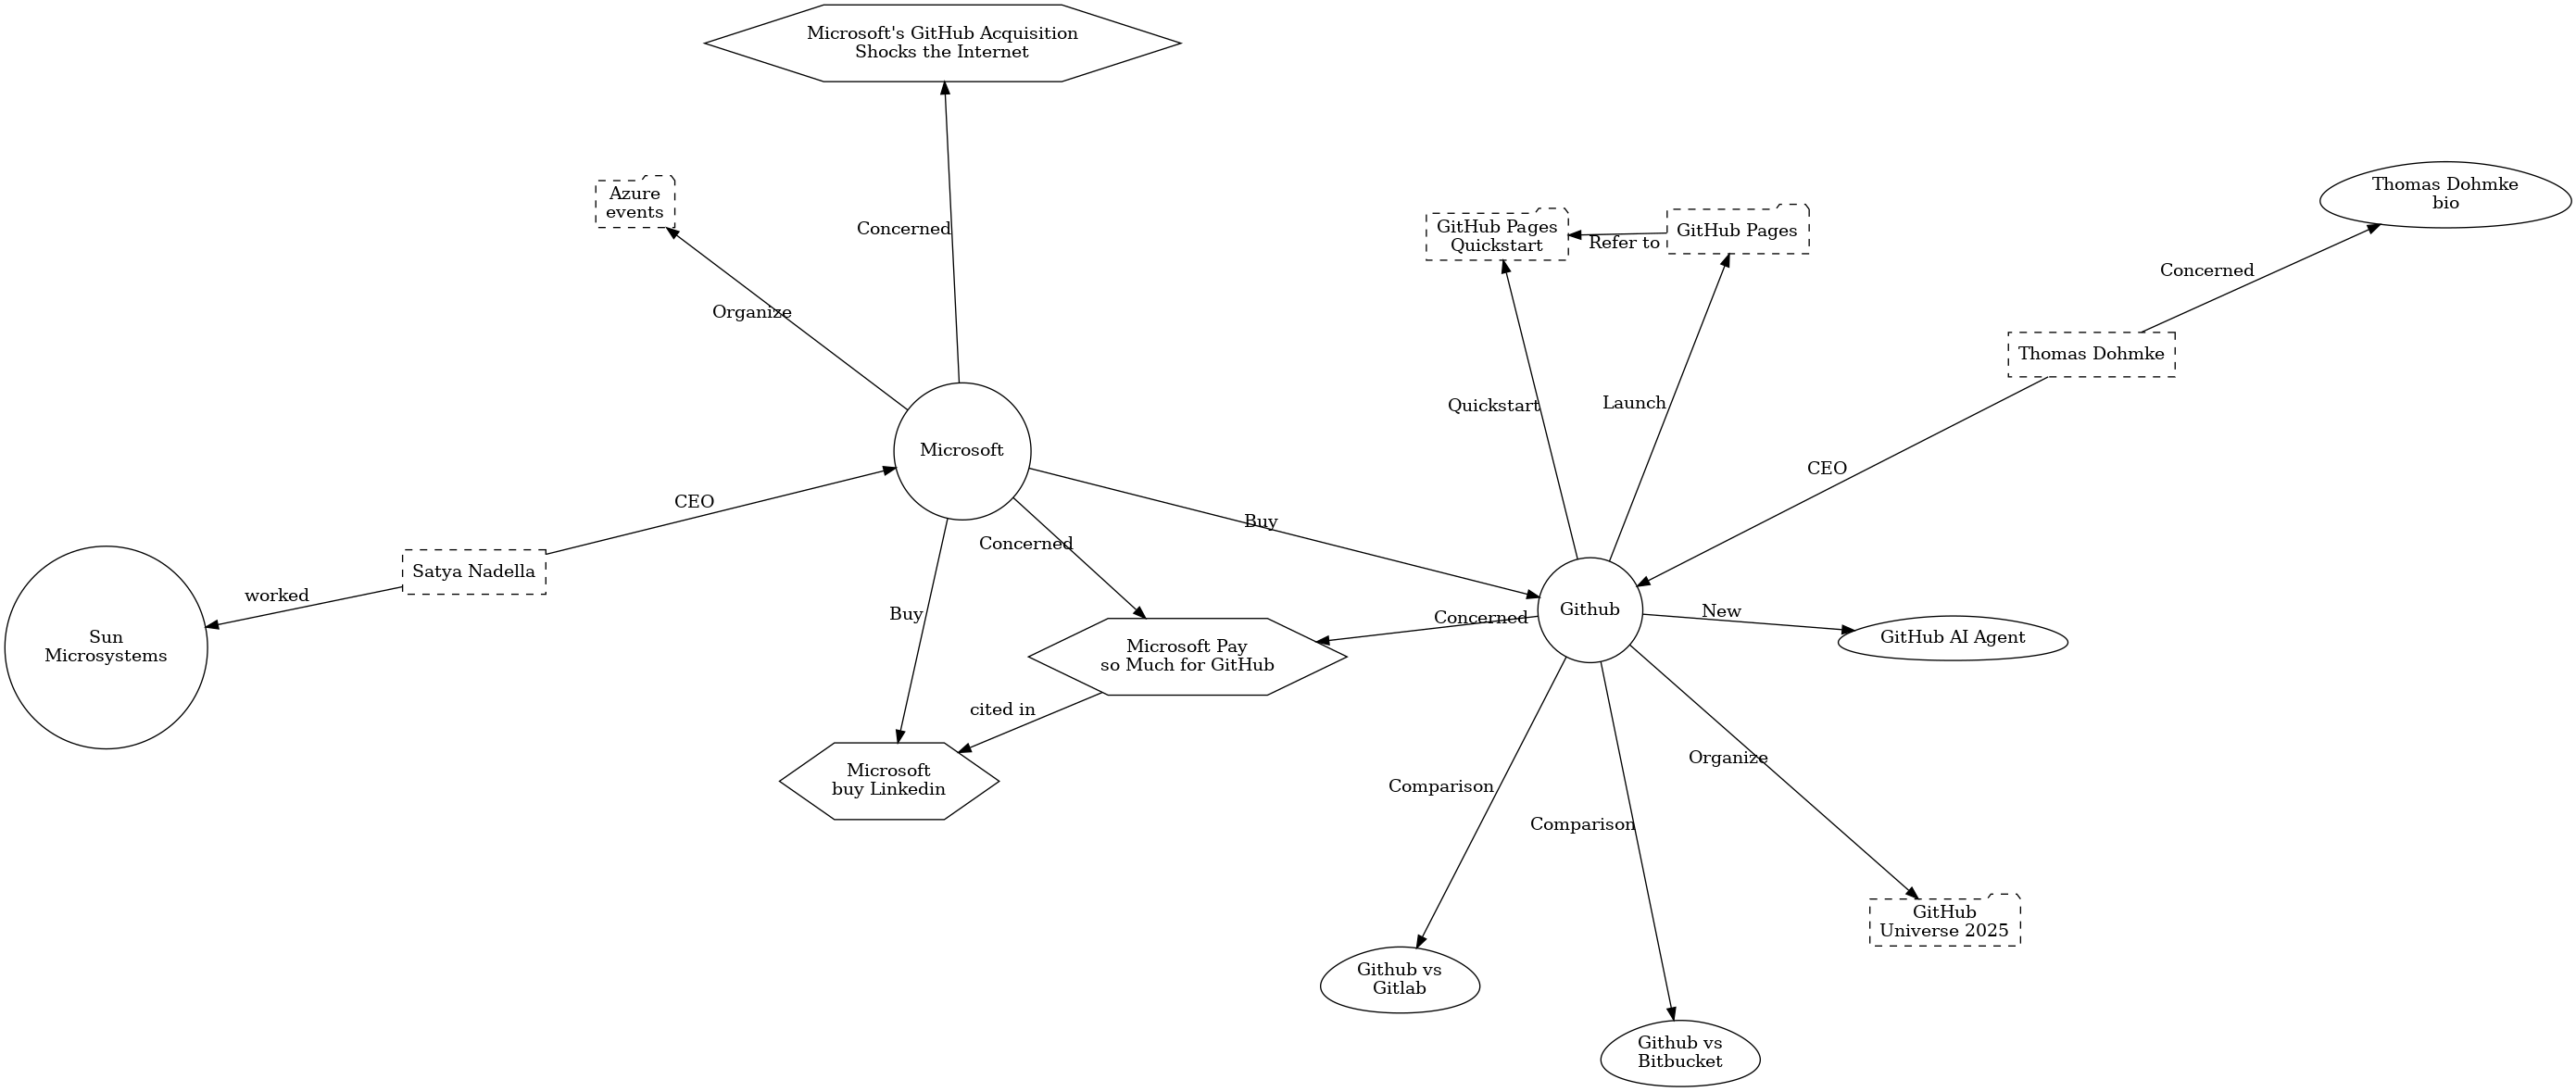 Microsoft's GitHub Acquisition
Shocks the Internet
Azure
events
Concerned
GitHub Pages
Quickstart
Refer to
GitHub Pages
Thomas Dohmke
bio
Concerned
Organize
Thomas Dohmke
Quickstart
Launch
Microsoft
CEO
CEO
Buy
Concerned
Satya Nadella
worked
Sun
Microsystems
Buy
Concerned
Github
New
GitHub AI Agent
Microsoft Pay
so Much for GitHub
cited in
Microsoft
buy Linkedin
Organize
Comparison
Comparison
GitHub
Universe 2025
Github vs
Gitlab
Github vs
Bitbucket